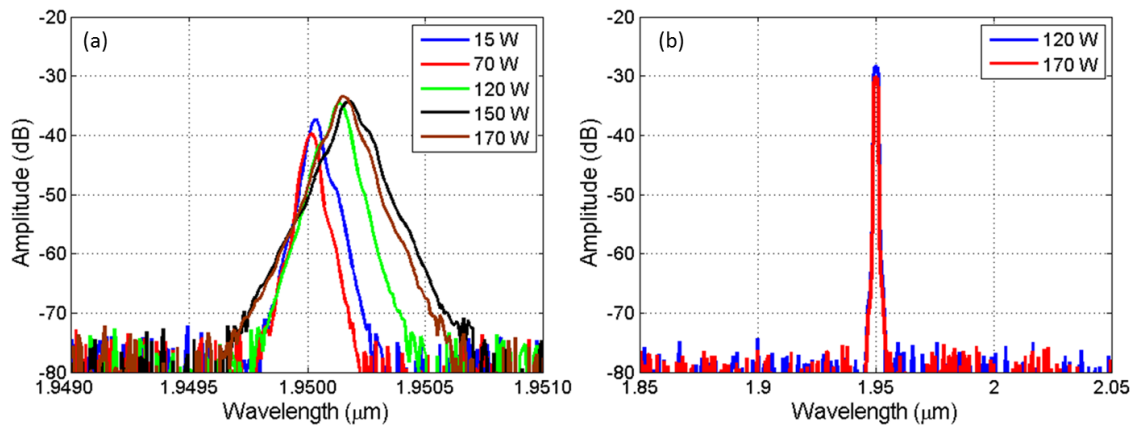 (a)
15 W
70 W
120 W
150 W
170 W
-20
-30
-40
-50
-60
-70
-80
Amplitude (dB)
1.9490
1.9495
1.9500
1.9505
1.9510
Wavelength (μm)
(b)
120 W
170 W
-20
-30
-40
-50
-60
-70
-80
Amplitude (dB)
1.85
1.9
1.95
2
2.05
Wavelength (μm)